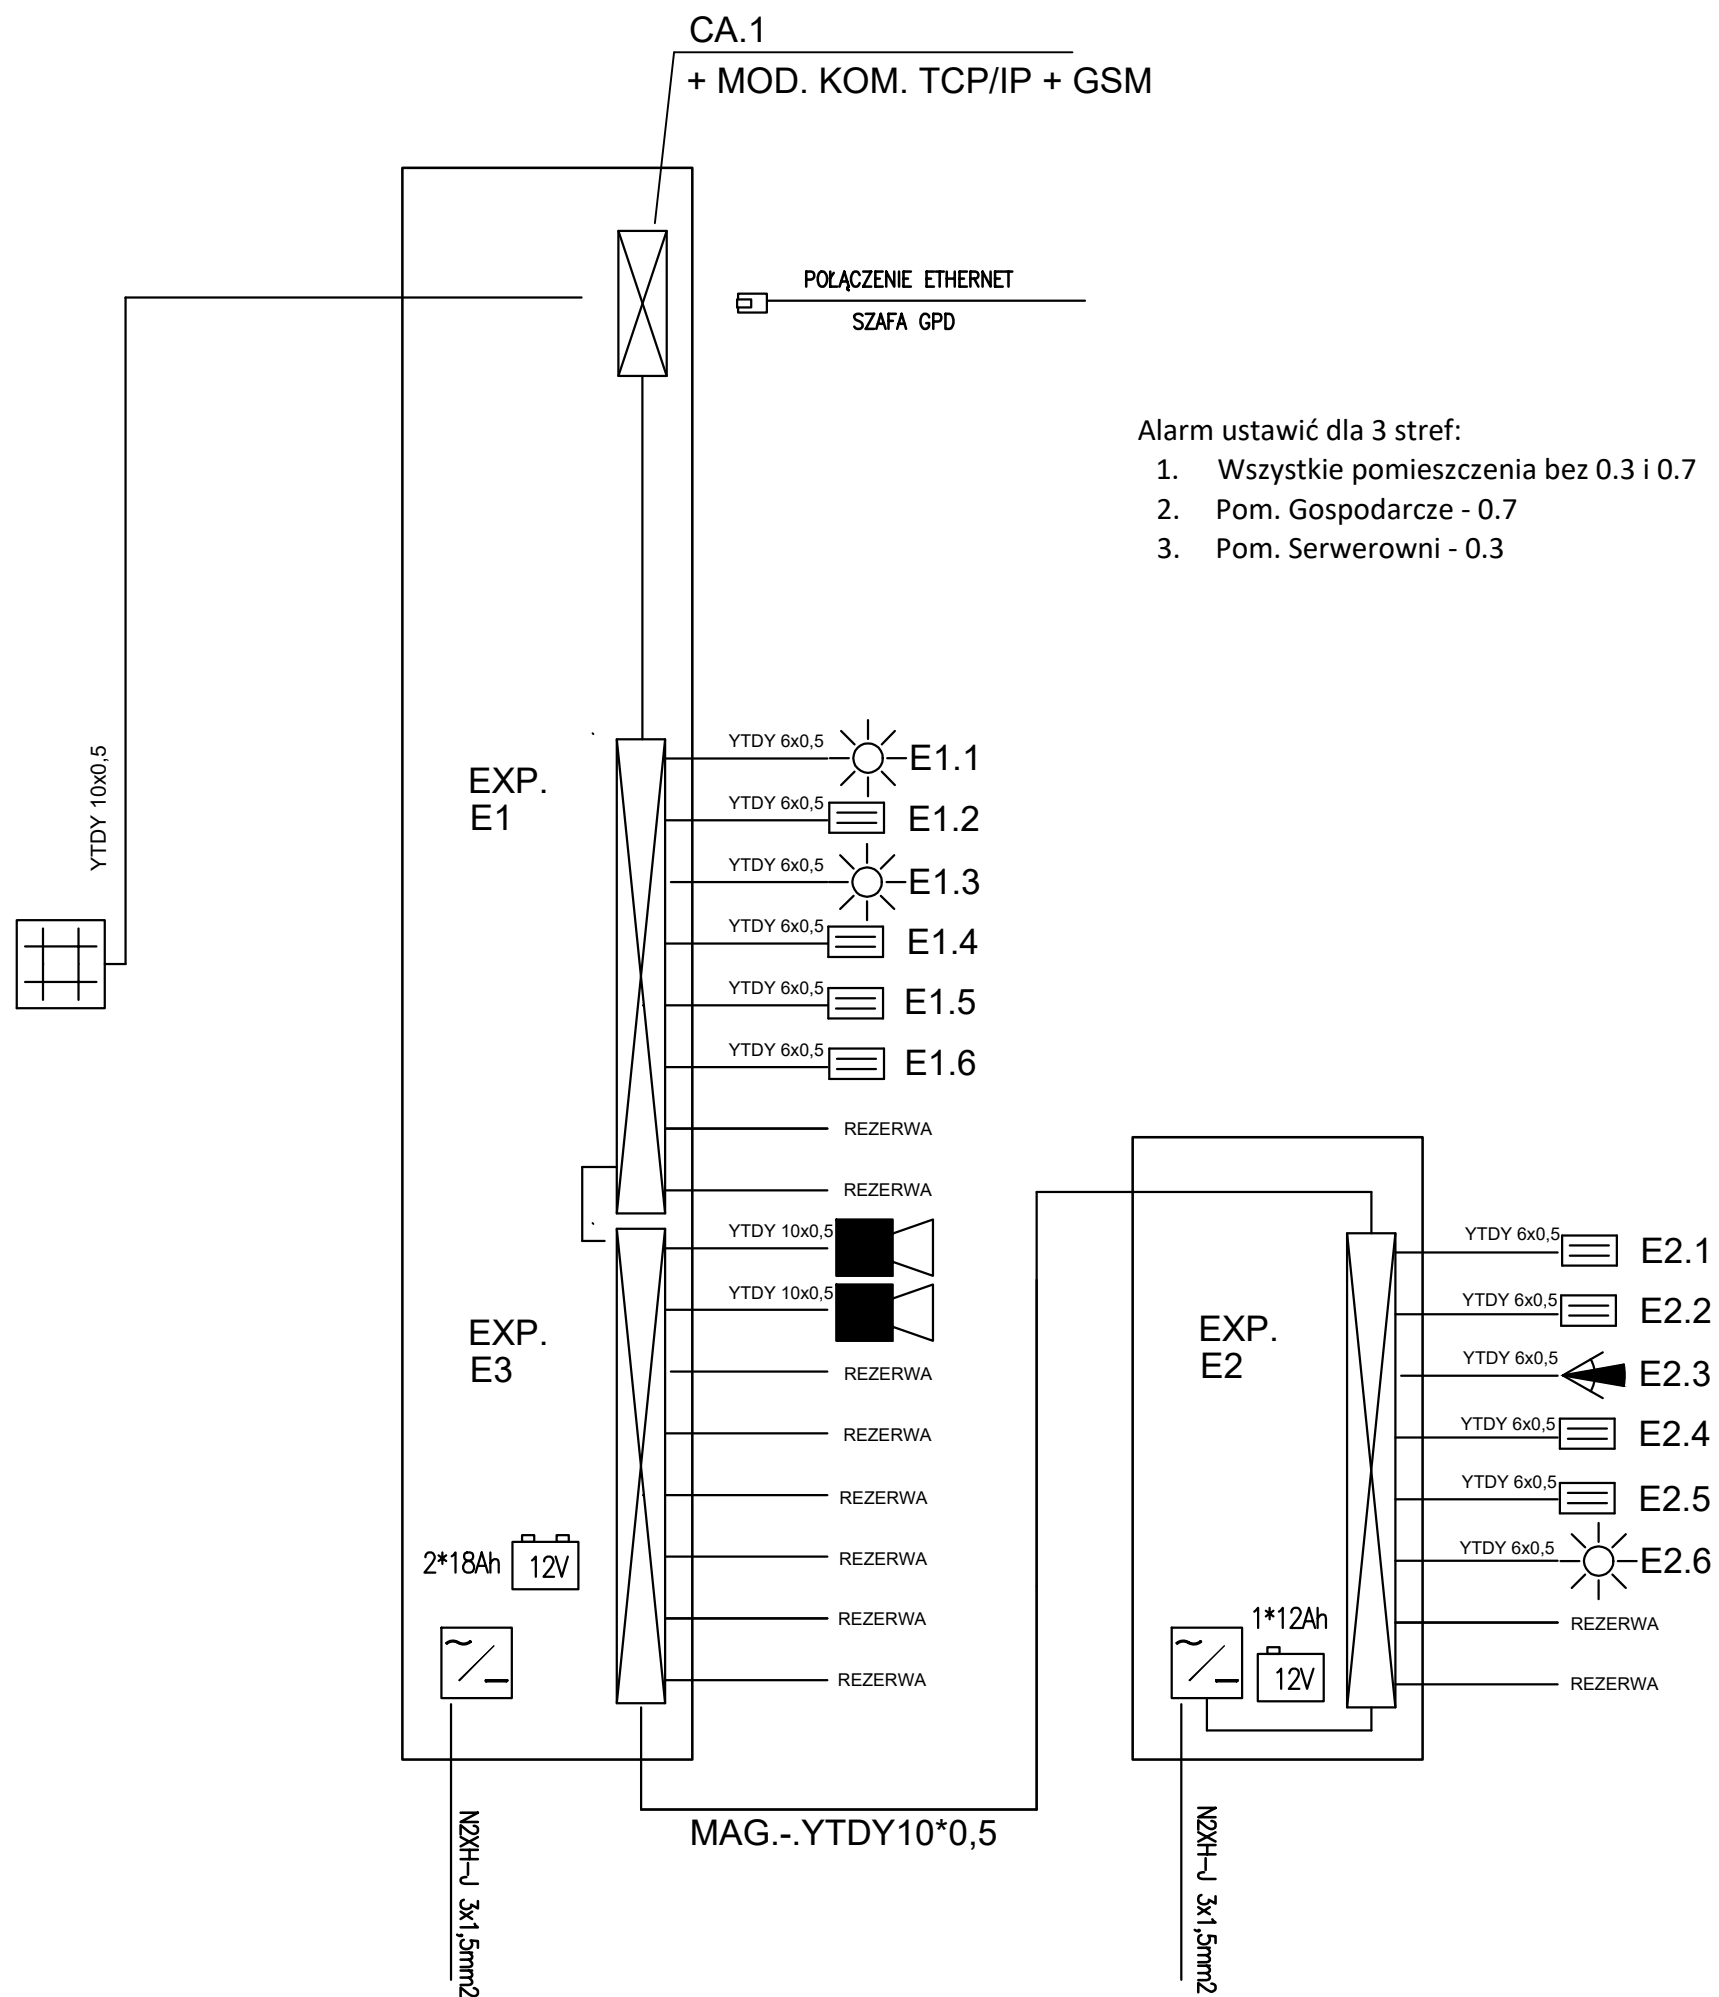 CA.1
+ MOD. KOM. TCP/IP + GSM
POŁĄCZENIE ETHERNET
SZAFA GPD
Alarm ustawić dla 3 stref:
1. Wszystkie pomieszczenia bez 0.3 i 0.7
2. Pom. Gospodarcze - 0.7
3. Pom. Serwerowni - 0.3
YTDY 10x0,5
EXP.
E1
YTDY 6x0,5 E1.1
YTDY 6x0,5 E1.2
YTDY 6x0,5 E1.3
YTDY 6x0,5 E1.4
YTDY 6x0,5 E1.5
YTDY 6x0,5 E1.6
REZERWA
REZERWA
EXP.
E3
YTDY 10x0,5
YTDY 10x0,5
REZERWA
REZERWA
REZERWA
REZERWA
REZERWA
REZERWA
2*18Ah 12V
N2XH-J 3x1,5mm2
MAG.-.YTDY10*0,5
EXP.
E2
YTDY 6x0,5 E2.1
YTDY 6x0,5 E2.2
YTDY 6x0,5 E2.3
YTDY 6x0,5 E2.4
YTDY 6x0,5 E2.5
YTDY 6x0,5 E2.6
REZERWA
REZERWA
1*12Ah
12V
N2XH-J 3x1,5mm2